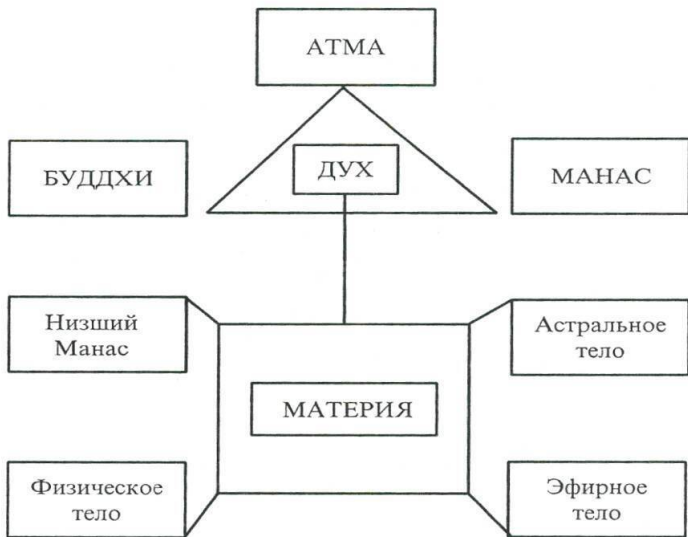 АТМА
БУДДХИ
ДУХ
МАНАС
Низший
Манас
Астральное
тело
МАТЕРИЯ
Физическое
тело
Эфирное
тело